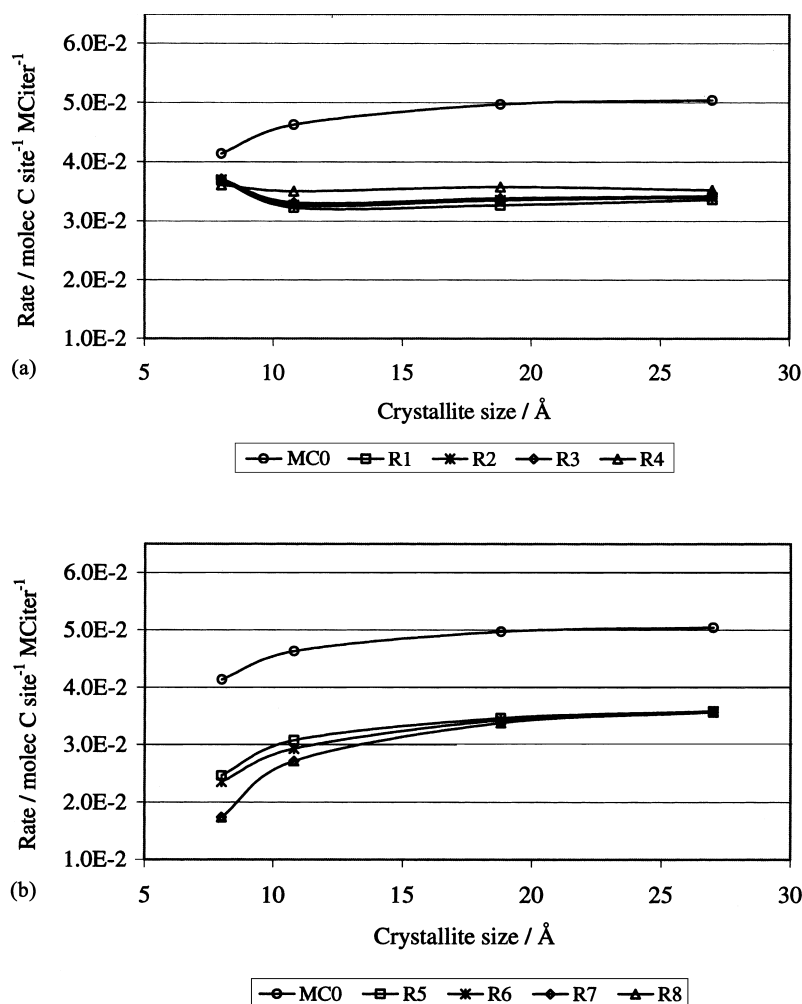 6.0E-2
5.0E-2
4.0E-2
3.0E-2
2.0E-2
1.0E-2
Rate / molec C site⁻¹ MCiter⁻¹
(a)
5 10 15 20 25 30
Crystallite size / Å
MC0 R1 R2 R3 R4
6.0E-2
5.0E-2
4.0E-2
3.0E-2
2.0E-2
1.0E-2
Rate / molec C site⁻¹ MCiter⁻¹
(b)
5 10 15 20 25 30
Crystallite size / Å
MC0 R5 R6 R7 R8